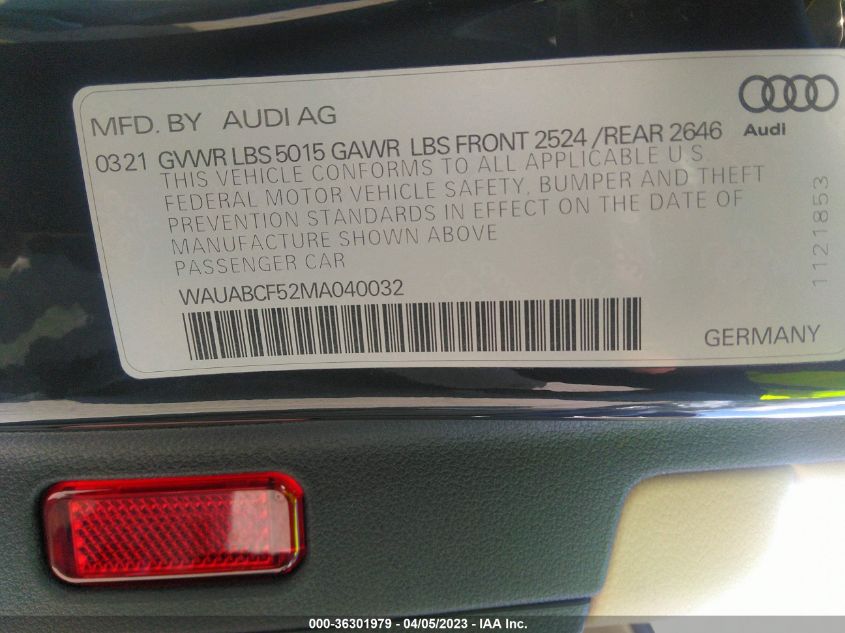 MFD. BY AUDI AG
Audi
0321 GVWR LBS 5015 GAWR LBS FRONT 2524 /REAR 2646
THIS VEHICLE CONFORMS TO ALL APPLICABLE U.S.
FEDERAL MOTOR VEHICLE SAFETY, BUMPER AND THEFT
PREVENTION STANDARDS IN EFFECT ON THE DATE OF
MANUFACTURE SHOWN ABOVE
PASSENGER CAR
WAUABCF52MA040032
1121853
GERMANY
000-36301979 - 04/05/2023 - IAA Inc.